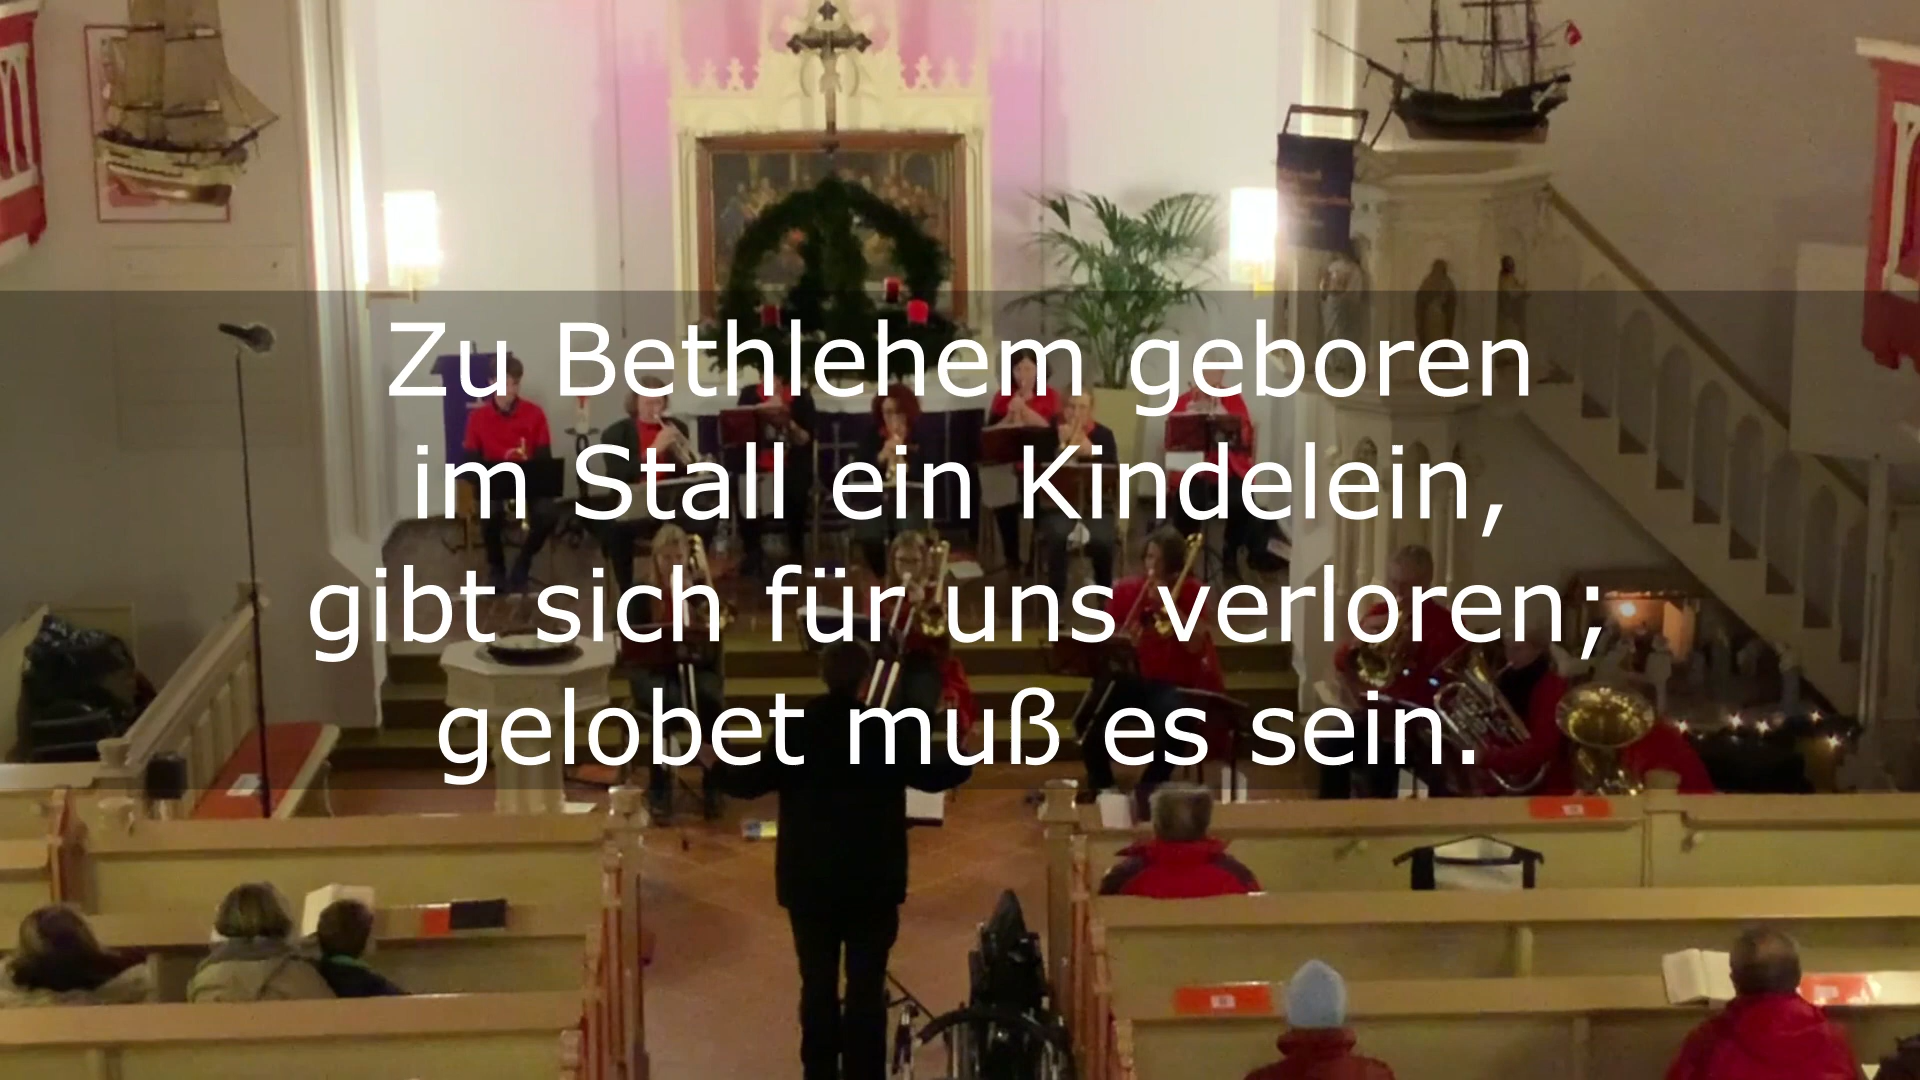 Zu Bethlehem geboren
im Stall ein Kindelein,
gibt sich für uns verloren;
gelobet muß es sein.